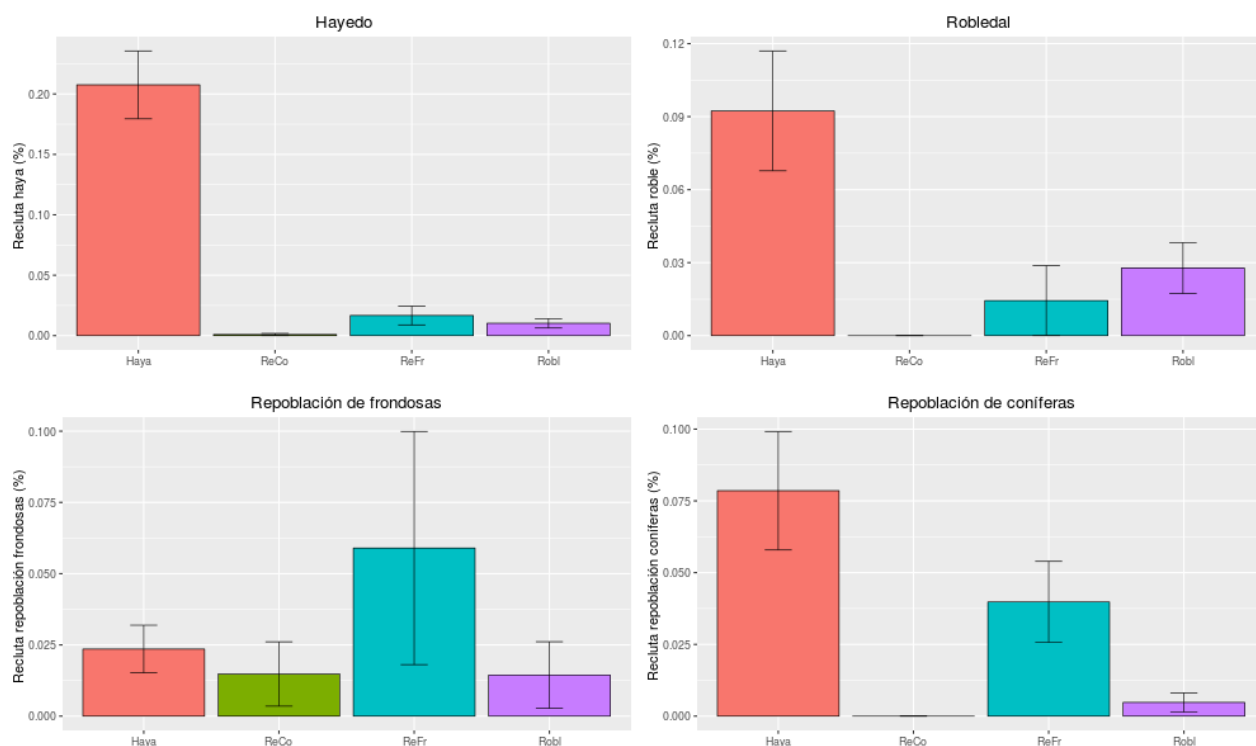 Hayedo
Recluta haya (%)
0.20
0.15
0.10
0.05
0.00
Haya ReCo ReFr Robl
Robledal
Recluta roble (%)
0.12
0.09
0.06
0.03
0.00
Haya ReCo ReFr Robl
Repoblación de frondosas
Recluta repoblación frondosas (%)
0.100
0.075
0.050
0.025
0.000
Haya ReCo ReFr Robl
Repoblación de coníferas
Recluta repoblación coníferas (%)
0.100
0.075
0.050
0.025
0.000
Haya ReCo ReFr Robl